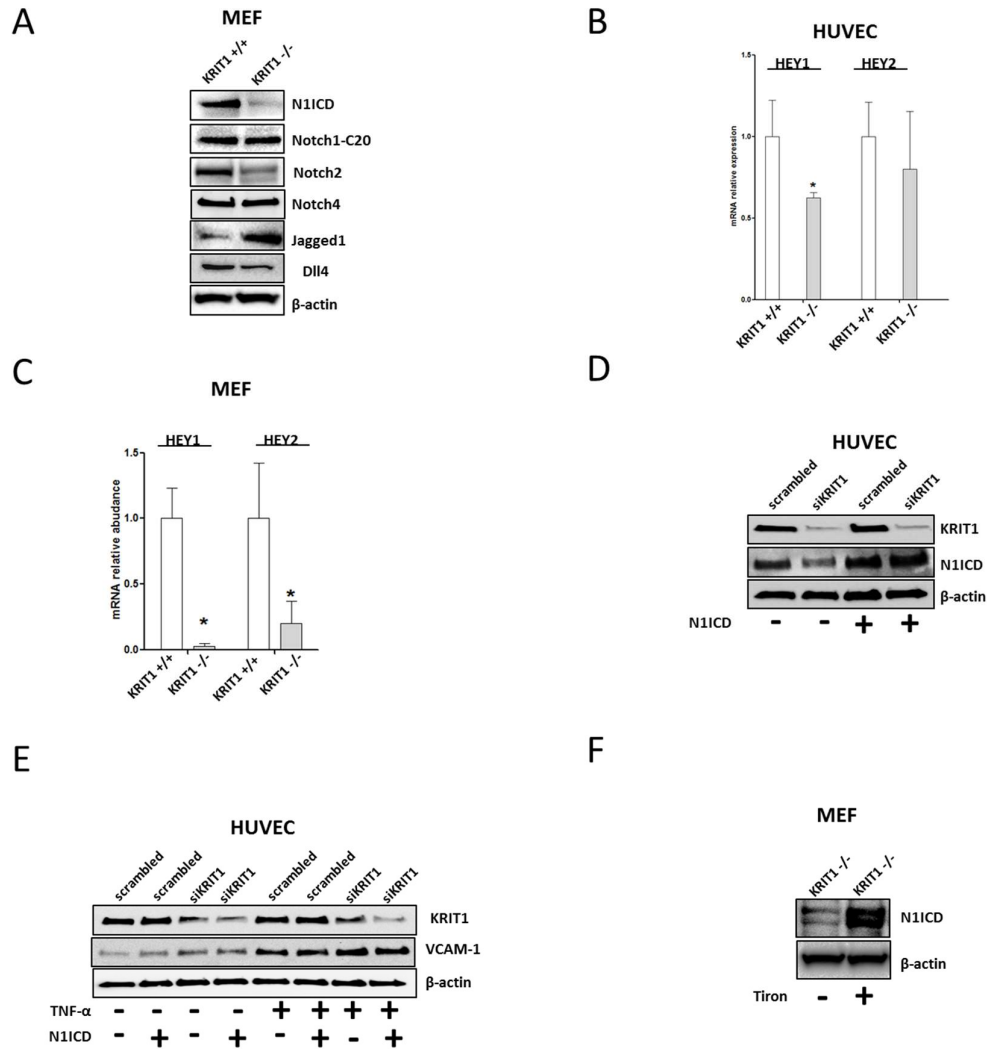 A
MEF
KRIT1 +/+
KRIT1 -/-
N1ICD
Notch1-C20
Notch2
Notch4
Jagged1
Dll4
β-actin
B
HUVEC
HEY1 HEY2
mRNA relative expression
1.5
1.0
0.5
0.0
*
KRIT1 +/+ KRIT1 -/- KRIT1 +/+ KRIT1 -/-
C
MEF
HEY1 HEY2
mRNA relative abudance
1.5
1.0
0.5
0.0
* *
KRIT1 +/+ KRIT1 -/- KRIT1 +/+ KRIT1 -/-
D
HUVEC
scrambled siKRIT1 scrambled siKRIT1
KRIT1
N1ICD
β-actin
N1ICD - - + +
E
HUVEC
scrambled scrambled siKRIT1 siKRIT1 scrambled scrambled siKRIT1 siKRIT1
KRIT1
VCAM-1
β-actin
TNF-α - - - - + + + +
N1ICD - + - + - + - +
F
MEF
KRIT1 -/- KRIT1 -/-
N1ICD
β-actin
Tiron - +